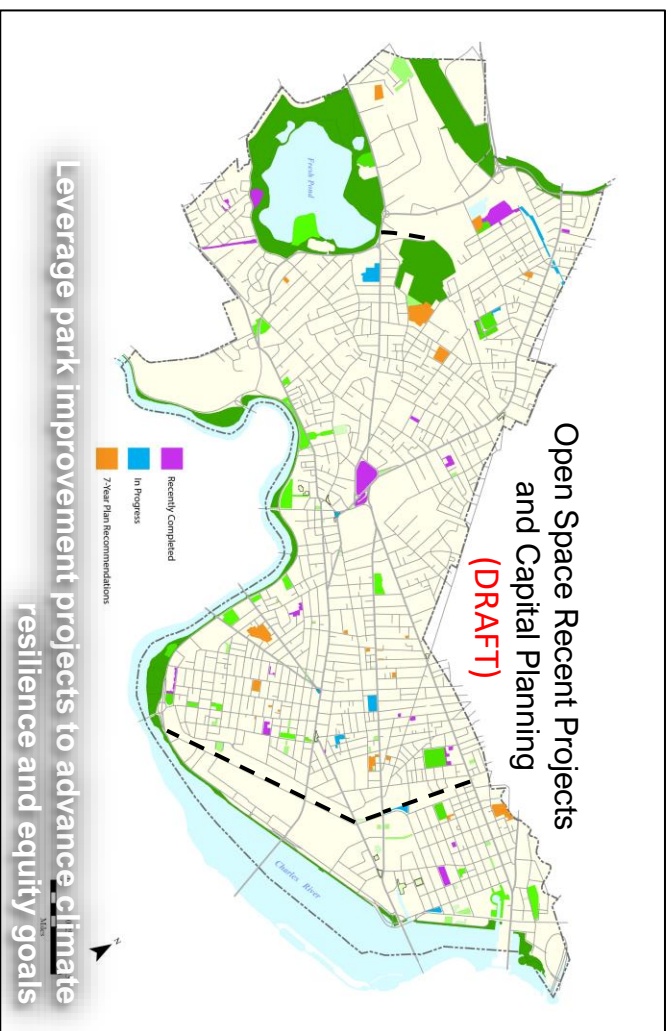 Open Space Recent Projects
and Capital Planning
(DRAFT)
Fresh Pond
Charles River
Recently Completed
In Progress
7-Year Plan Recommendations
N
Miles
Leverage park improvement projects to advance climate
resilience and equity goals